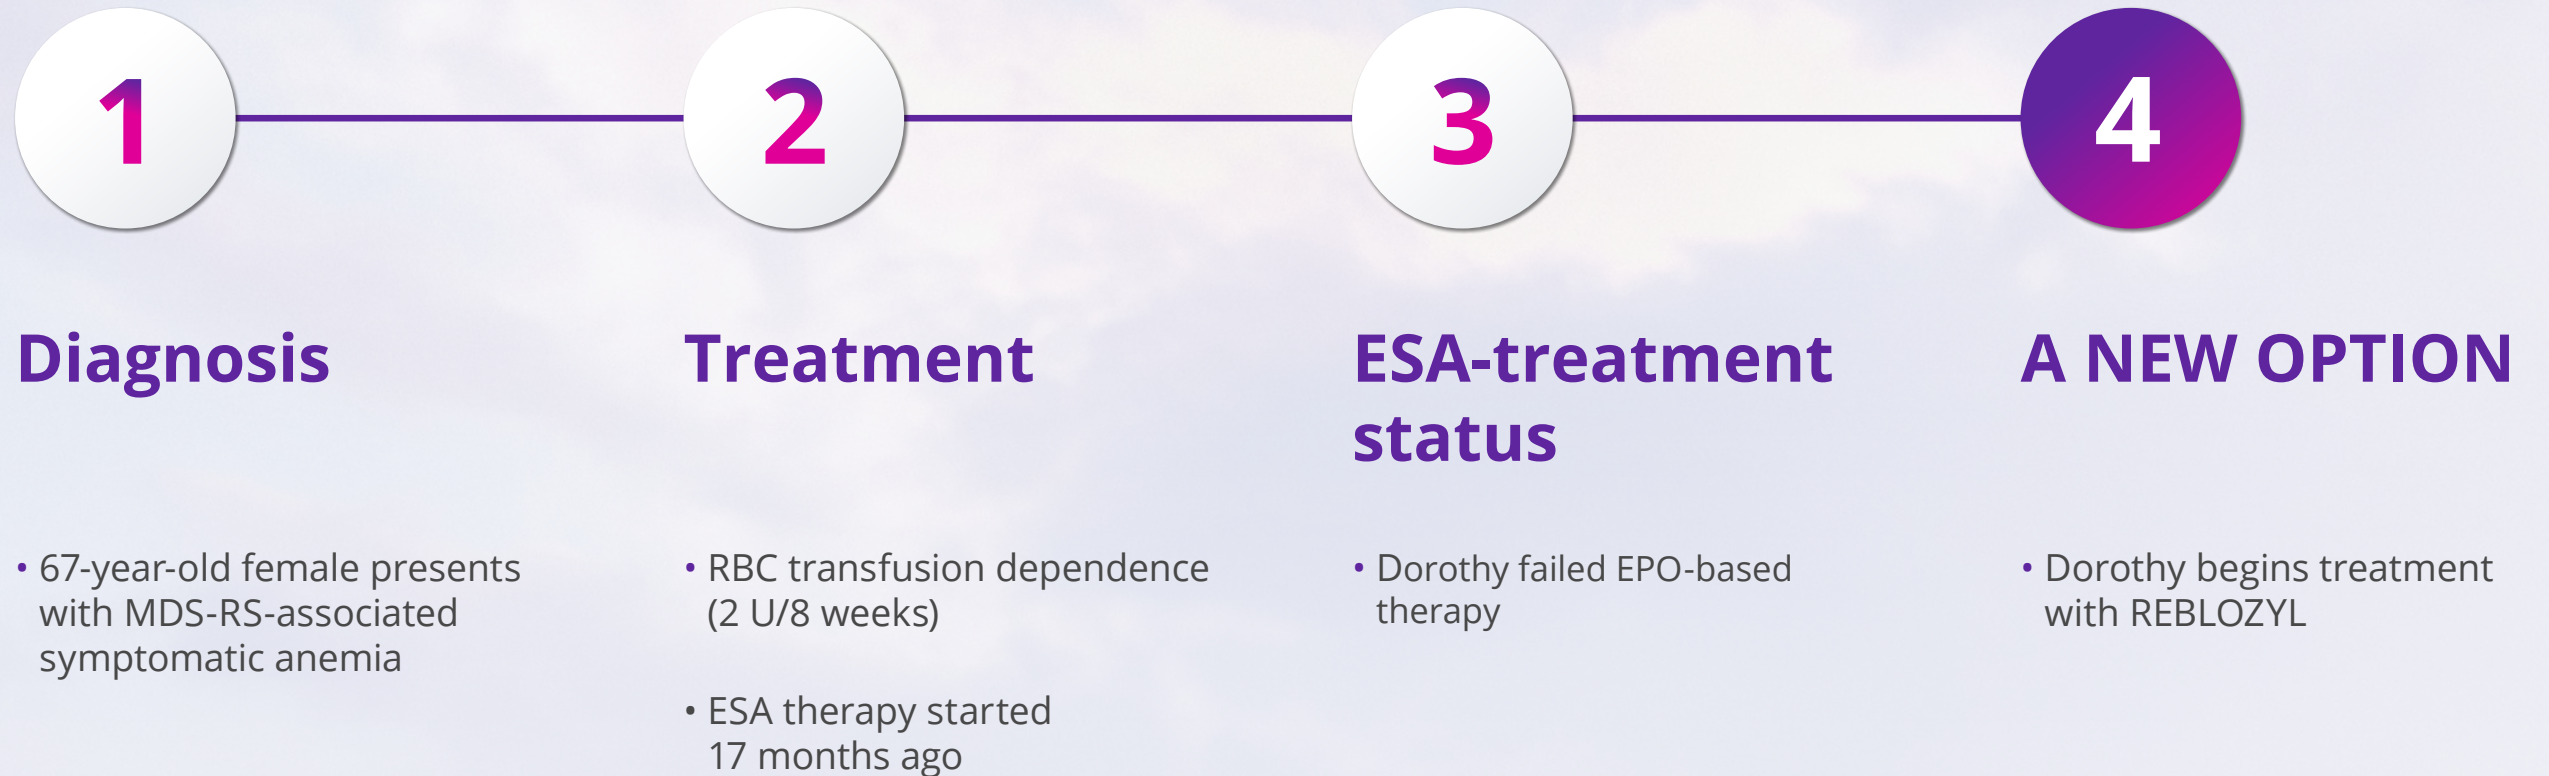 1
2
3
4
Diagnosis
• 67-year-old female presents
with MDS-RS-associated
symptomatic anemia
Treatment
• RBC transfusion dependence
(2 U/8 weeks)
• ESA therapy started
17 months ago
ESA-treatment
status
• Dorothy failed EPO-based
therapy
A NEW OPTION
• Dorothy begins treatment
with REBLOZYL